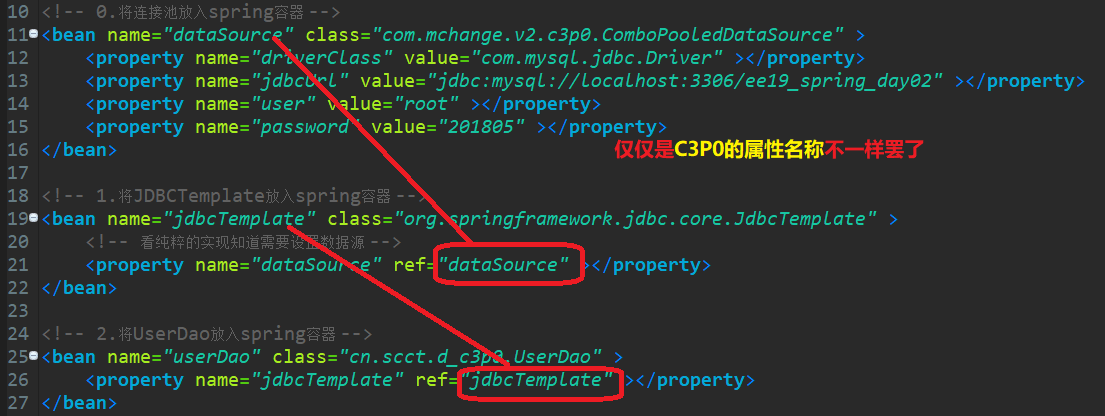 10 <!-- 0.将连接池放入spring容器 -->
11 <bean name="dataSource" class="com.mchange.v2.c3p0.ComboPooledDataSource" >
12 <property name="driverClass" value="com.mysql.jdbc.Driver" ></property>
13 <property name="jdbcUrl" value="jdbc:mysql://localhost:3306/ee19_spring_day02" ></property>
14 <property name="user" value="root" ></property>
15 <property name="password" value="201805" ></property>
16 </bean>
仅仅是C3P0的属性名称不一样罢了
17
18 <!-- 1.将JDBCTemplate放入spring容器 -->
19 <bean name="jdbcTemplate" class="org.springframework.jdbc.core.JdbcTemplate" >
20 <!-- 看纯粹的实现知道需要设置数据源 -->
21 <property name="dataSource" ref="dataSource" ></property>
22 </bean>
23
24 <!-- 2.将UserDao放入spring容器 -->
25 <bean name="userDao" class="cn.scct.d_c3p0.UserDao" >
26 <property name="jdbcTemplate" ref="jdbcTemplate" ></property>
27 </bean>